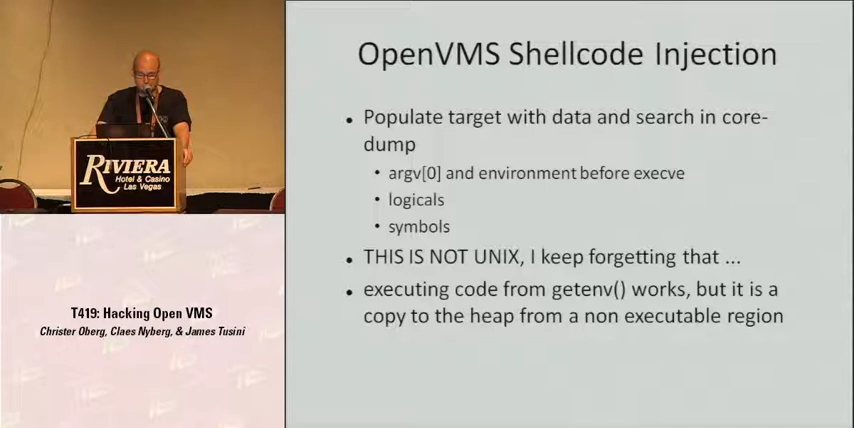 RIVIERA
Hotel & Casino
Las Vegas
T419: Hacking Open VMS
Christer Oberg, Claes Nyberg, & James Tusini
OpenVMS Shellcode Injection
• Populate target with data and search in core-
dump
• argv[0] and environment before execve
• logicals
• symbols
• THIS IS NOT UNIX, I keep forgetting that ...
• executing code from getenv() works, but it is a
copy to the heap from a non executable region